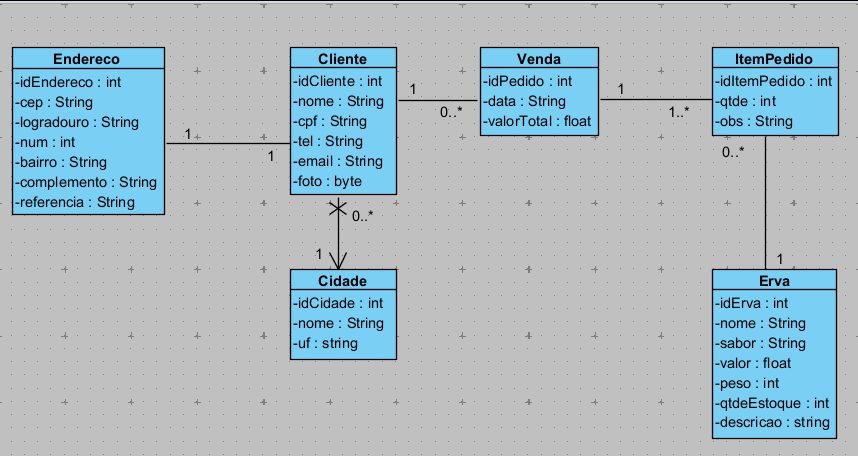 Endereco
-idEndereco : int
-cep : String
-logradouro : String
-num : int
-bairro : String
-complemento : String
-referencia : String
1
1
Cliente
-idCliente : int
-nome : String
-cpf : String
-tel : String
-email : String
-foto : byte
1
0..*
Venda
-idPedido : int
-data : String
-valorTotal : float
1
1..*
ItemPedido
-idItemPedido : int
-qtde : int
-obs : String
0..*
1
Cidade
-idCidade : int
-nome : String
-uf : string
0..*
1
Erva
-idErva : int
-nome : String
-sabor : String
-valor : float
-peso : int
-qtdeEstoque : int
-descricao : string